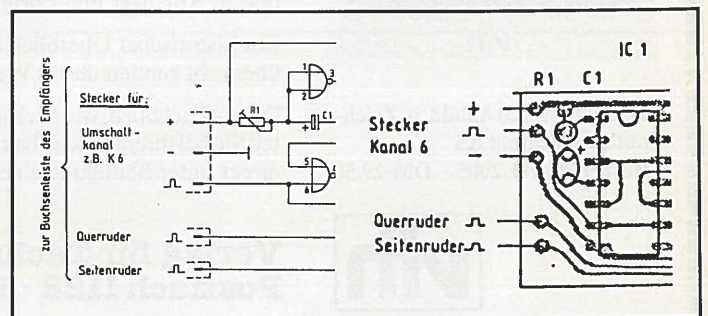 zur Buchsenleiste des Empfängers
Stecker für:
Umschalt-
kanal
z.B. K6
Querruder
Seitenruder
R1
C1
+
1
2
3
5
6
IC 1
R1 C1
+
Stecker
Kanal 6
Querruder
Seitenruder